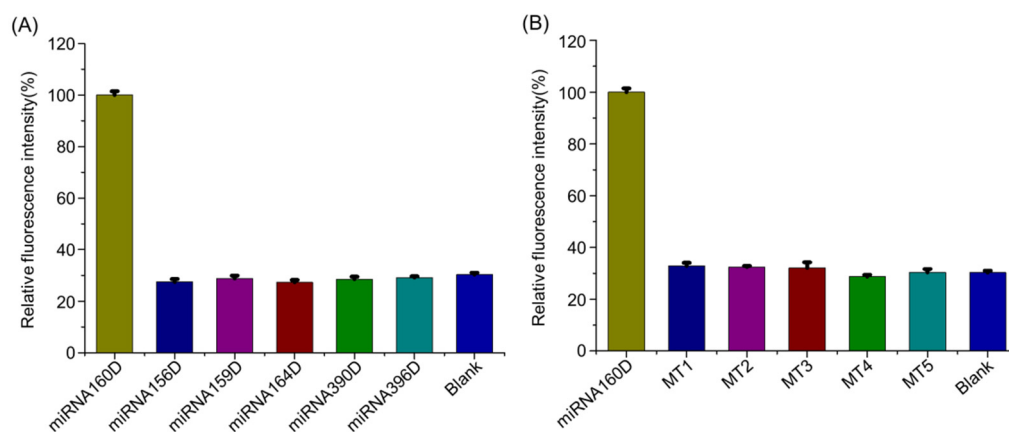 (A)
Relative fluorescence intensity(%)
120
100
80
60
40
20
0
miRNA160D
miRNA156D
miRNA159D
miRNA164D
miRNA390D
miRNA396D
Blank
(B)
Relative fluorescence intensity(%)
120
100
80
60
40
20
0
miRNA160D
MT1
MT2
MT3
MT4
MT5
Blank